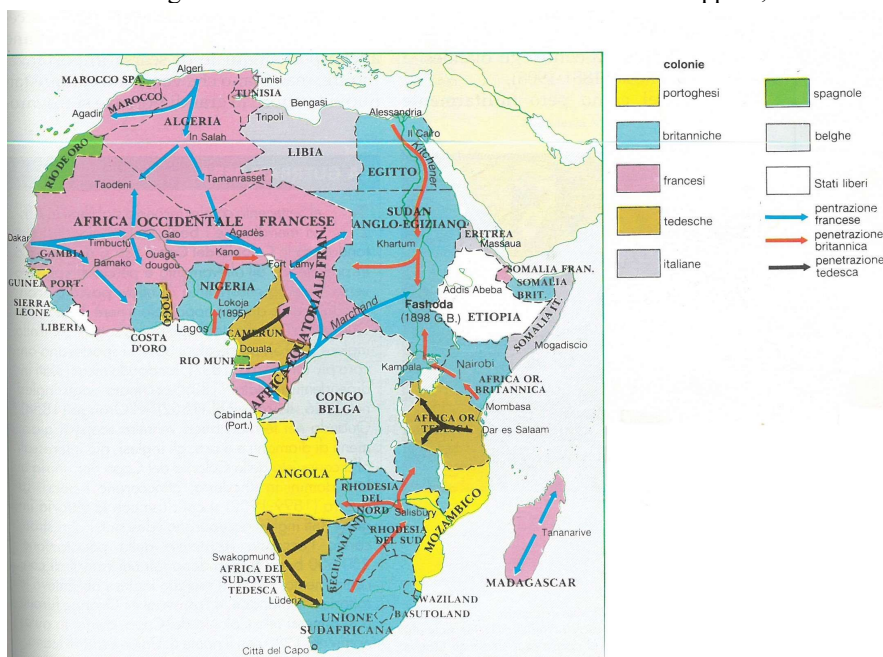 MAROCCO SPA.
Algeri
Tunisi
TUNISIA
Agadir
MAROCCO
Tripoli
Bengasi
Alessandria
ALGERIA
Il Cairo
In Salah
LIBIA
Kitchener
EGITTO
RIO DE ORO
Taodeni
Tamanrasset
SUDAN
ANGLO-EGIZIANO
AFRICA OCCIDENTALE FRANCESE
Dakar
Timbuctù
Gao
Agadès
ERITREA
Massaua
GAMBIA
Bamako
Ouaga-
dougou
Kano
Fort Lamy
Khartum
GUINEA PORT.
SOMALIA FRAN.
SOMALIA
BRIT.
NIGERIA
Addis Abeba
SIERRA
LEONE
Lokoja
(1895)
Marchand
Fashoda
(1898 G.B.)
ETIOPIA
LIBERIA
TOGO
Lagos
CAMERUN
SOMALIA IT.
COSTA
D'ORO
Douala
RIO MUNI
AFRICA EQUATORIALE FRAN.
Mogadiscio
Kampala
Nairobi
AFRICA OR.
BRITANNICA
CONGO
BELGA
Mombasa
Cabinda
(Port.)
AFRICA OR.
TEDESCA
Dar es Salaam
ANGOLA
RHODESIA
DEL
NORD
Salisbury
MOZAMBICO
RHODESIA
DEL SUD
Tananarive
Swakopmund
AFRICA DEL
SUD-OVEST
TEDESCA
BECIUANALAND
MADAGASCAR
Lüdenz
SWAZILAND
BASUTOLAND
UNIONE
SUDAFRICANA
Città del Capo
colonie
portoghesi
spagnole
britanniche
belghe
francesi
Stati liberi
tedesche
pentrazione
francese
penetrazione
britannica
italiane
penetrazione
tedesca